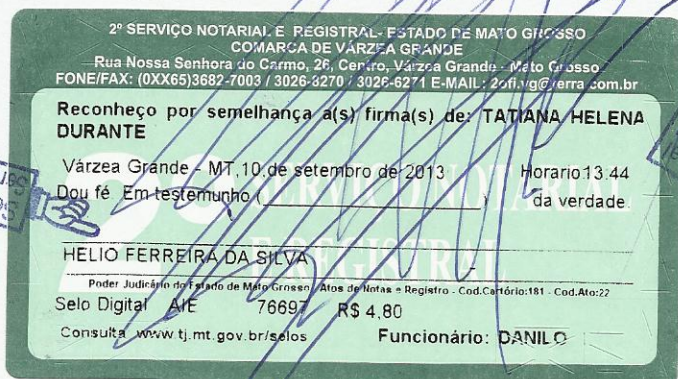 2º SERVIÇO NOTARIAL E REGISTRAL- ESTADO DE MATO GROSSO
COMARCA DE VÁRZEA GRANDE
Rua Nossa Senhora do Carmo, 26, Centro, Várzea Grande - Mato Grosso
FONE/FAX: (0XX65)3682-7003 / 3026-8270 / 3026-6271 E-MAIL: 2ofi.vg@terra.com.br
Reconheço por semelhança a(s) firma(s) de: TATIANA HELENA
DURANTE
Várzea Grande - MT,10,de setembro de 2013 Horario:13.44
Dou fé. Em testemunho (____________________) da verdade.
2º SERVIÇO NOTARIAL
E REGISTRAL
HELIO FERREIRA DA SILVA
Poder Judiciário do Estado de Mato Grosso, Atos de Notas e Registro - Cod.Cartório:181 - Cod.Ato:22
Selo Digital AIE 76697 R$ 4,80
Consulta www.tj.mt.gov.br/selos Funcionário: DANILO